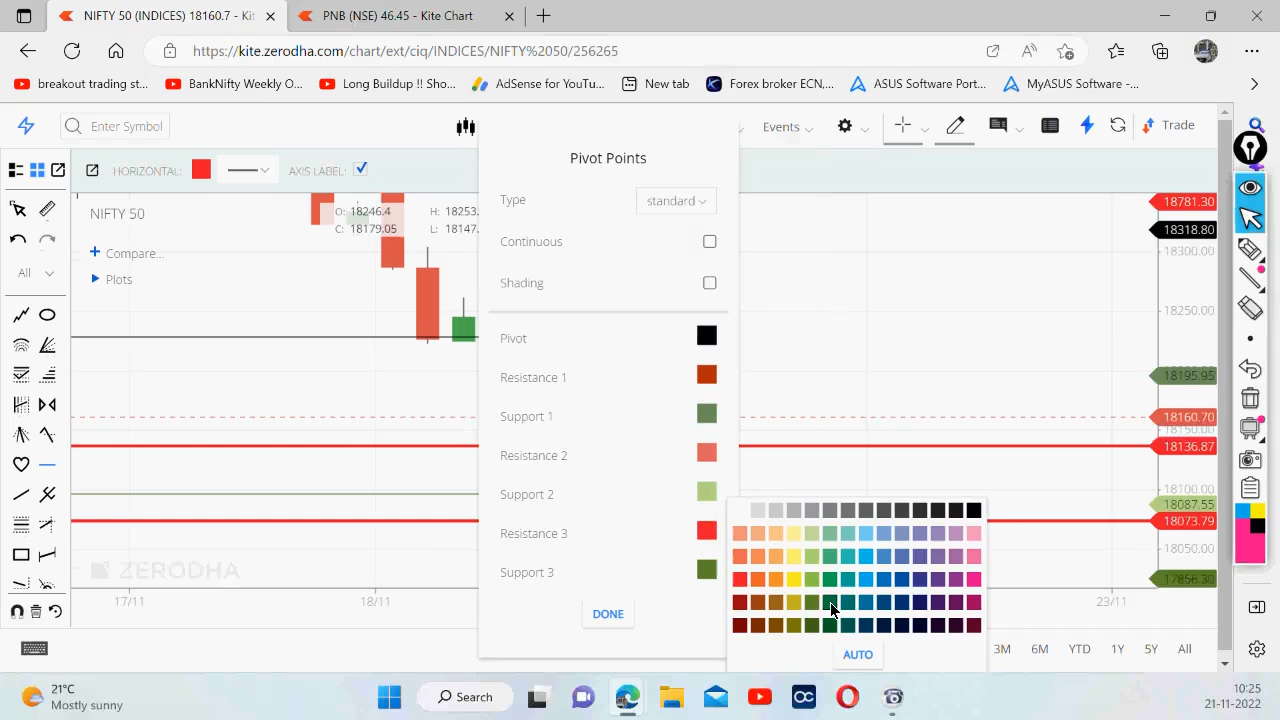 NIFTY 50 (INDICES) 18160.7 - Kit
PNB (NSE) 46.45 - Kite Chart
https://kite.zerodha.com/chart/ext/ciq/INDICES/NIFTY%2050/256265
breakout trading st...
BankNifty Weekly O...
Long Buildup !! Sho...
AdSense for YouTu...
New tab
Forex broker ECN,...
ASUS Software Port...
MyASUS Software -...
Enter Symbol
Events
Trade
HORIZONTAL:
AXIS LABEL:
NIFTY 50
O: 18246.4
H: 18253.
C: 18179.05
L: 18147.
Compare...
Plots
Pivot Points
Type
standard
Continuous
Shading
Pivot
Resistance 1
Support 1
Resistance 2
Support 2
Resistance 3
Support 3
DONE
AUTO
18781.30
18318.80
18300.00
18250.00
18195.95
18160.70
18150.00
18136.87
18100.00
18087.55
18073.79
18050.00
17856.30
ZERODHA
17/11
18/11
23/11
3M
6M
YTD
1Y
5Y
All
All
21°C
Mostly sunny
Search
10:25
21-11-2022